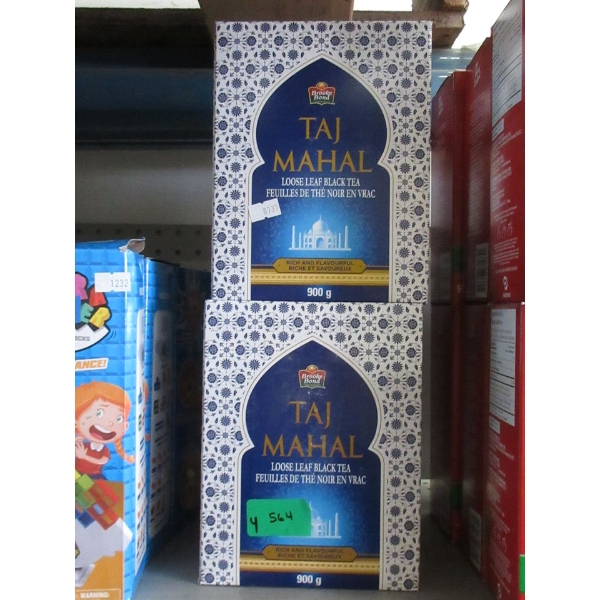 Brooke
Bond
TAJ
MAHAL
LOOSE LEAF BLACK TEA
FEUILLES DE THÉ NOIR EN VRAC
RICH AND FLAVOURFUL
RICHE ET SAVOUREUX
900 g
1232
ANCE!
WARNING:
Brooke
Bond
TAJ
MAHAL
LOOSE LEAF BLACK TEA
FEUILLES DE THÉ NOIR EN VRAC
4 564
RICH AND FLAVOURFUL
RICHE ET SAVOUREUX
900 g